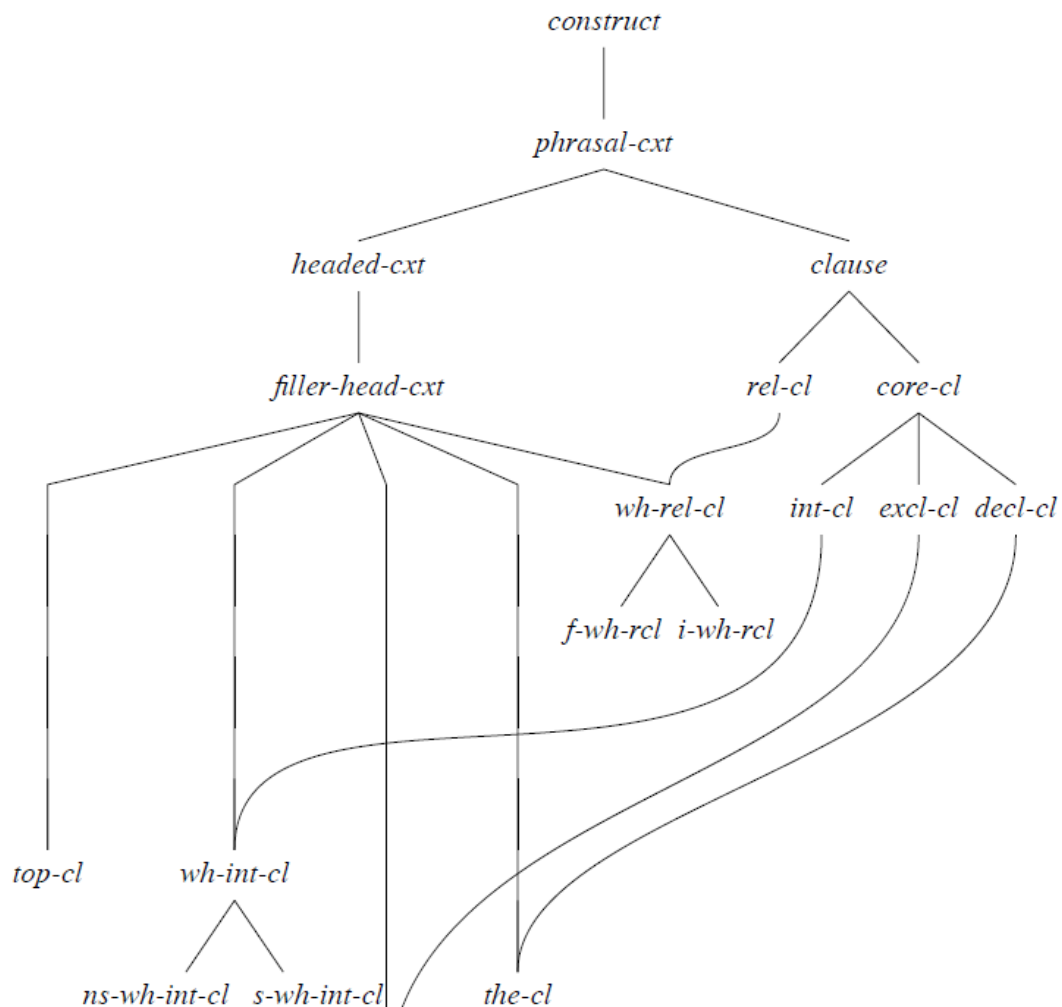 construct
phrasal-cxt
headed-cxt clause
filler-head-cxt rel-cl core-cl
wh-rel-cl int-cl excl-cl decl-cl
f-wh-rcl i-wh-rcl
top-cl wh-int-cl
ns-wh-int-cl s-wh-int-cl the-cl